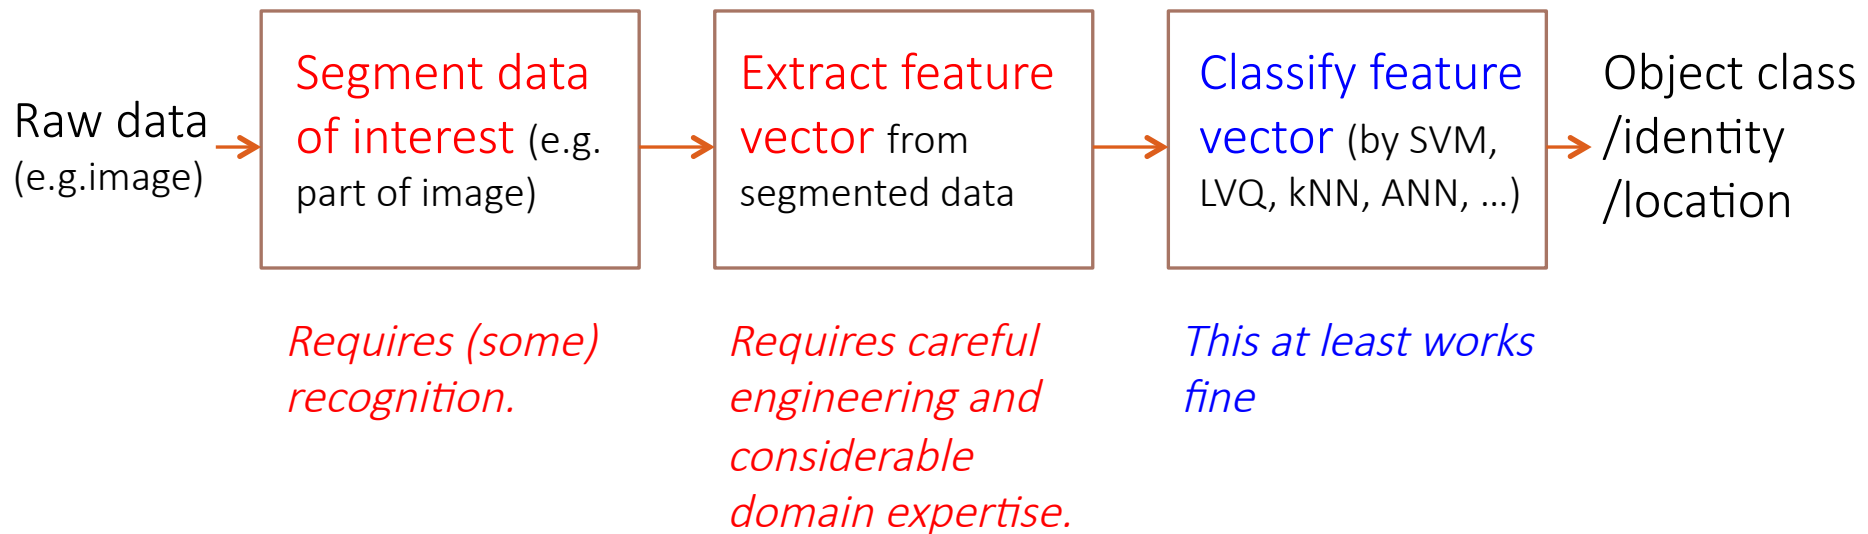 Raw data
(e.g.image)
Segment data
of interest (e.g.
part of image)
Extract feature
vector from
segmented data
Classify feature
vector (by SVM,
LVQ, kNN, ANN, ...)
Object class
/identity
/location
Requires (some)
recognition.
Requires careful
engineering and
considerable
domain expertise.
This at least works
fine